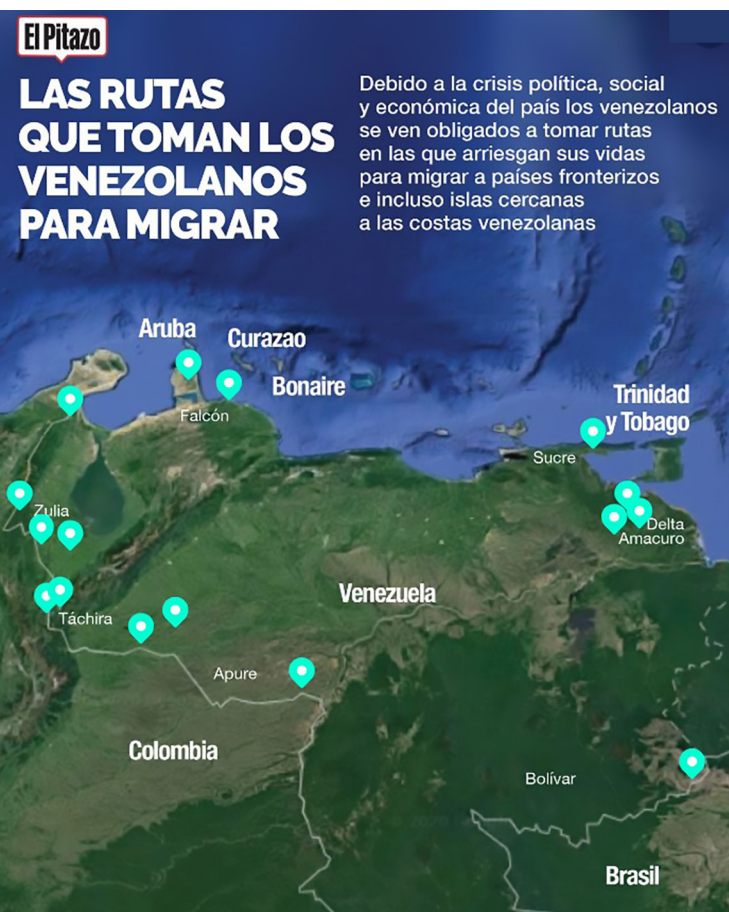 El Pitazo
LAS RUTAS
QUE TOMAN LOS
VENEZOLANOS
PARA MIGRAR
Debido a la crisis política, social
y económica del país los venezolanos
se ven obligados a tomar rutas
en las que arriesgan sus vidas
para migrar a países fronterizos
e incluso islas cercanas
a las costas venezolanas
Aruba
Curazao
Bonaire
Falcón
Trinidad
y Tobago
Sucre
Zulia
Delta
Amacuro
Venezuela
Táchira
Apure
Colombia
Bolívar
Brasil